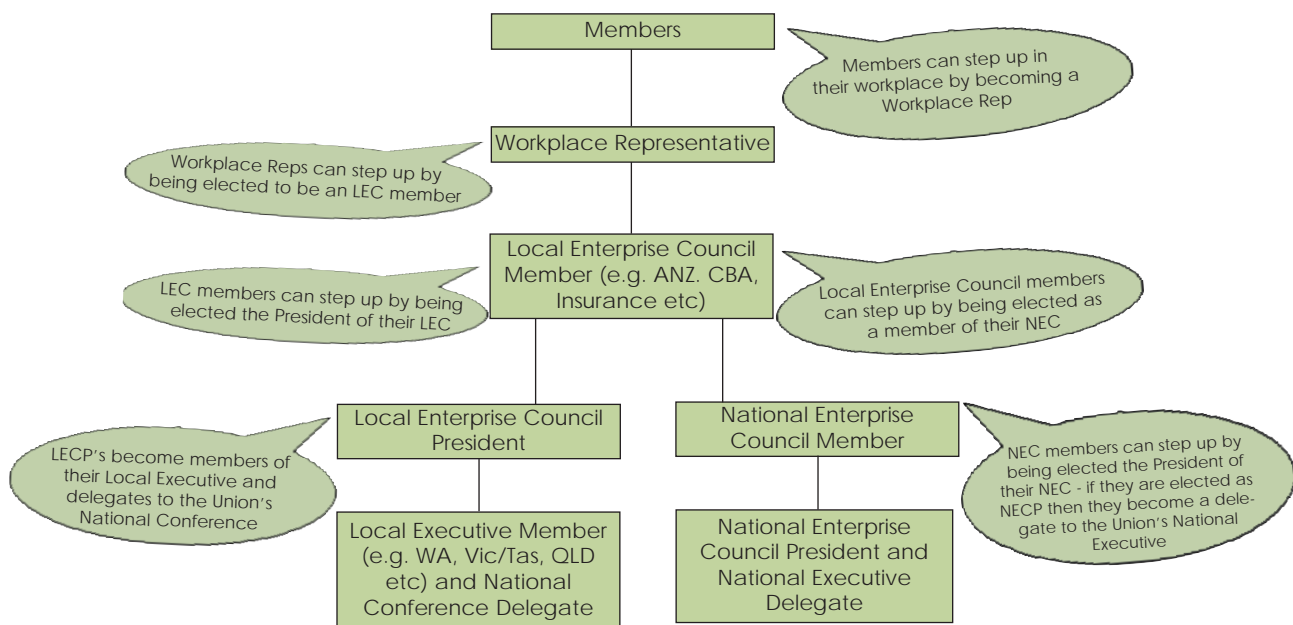 Members
Members can step up in
their workplace by becoming a
Workplace Rep
Workplace Representative
Workplace Reps can step up by
being elected to be an LEC member
Local Enterprise Council
Member (e.g. ANZ. CBA,
Insurance etc)
LEC members can step up by being
elected the President of their LEC
Local Enterprise Council members
can step up by being elected as
a member of their NEC
Local Enterprise Council
President
National Enterprise
Council Member
LECP's become members of
their Local Executive and
delegates to the Union's
National Conference
NEC members can step up by
being elected the President of
their NEC - if they are elected as
NECP then they become a dele-
gate to the Union's National
Executive
Local Executive Member
(e.g. WA, Vic/Tas, QLD
etc) and National
Conference Delegate
National Enterprise
Council President and
National Executive
Delegate